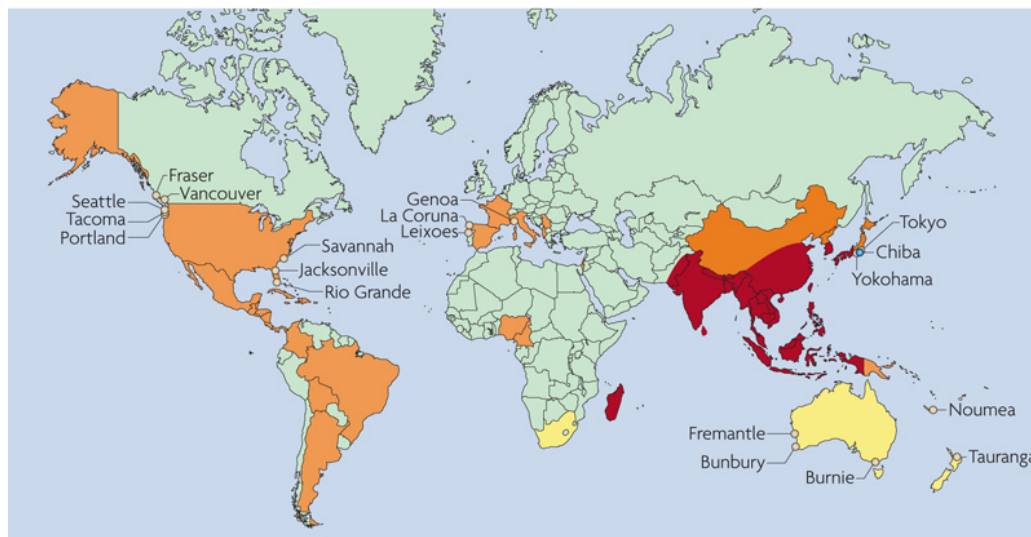 Fraser
Vancouver
Seattle
Tacoma
Portland
Savannah
Jacksonville
Rio Grande
Genoa
La Coruna
Leixoes
Tokyo
Chiba
Yokohama
Noumea
Fremantle
Bunbury
Burnie
Tauranga